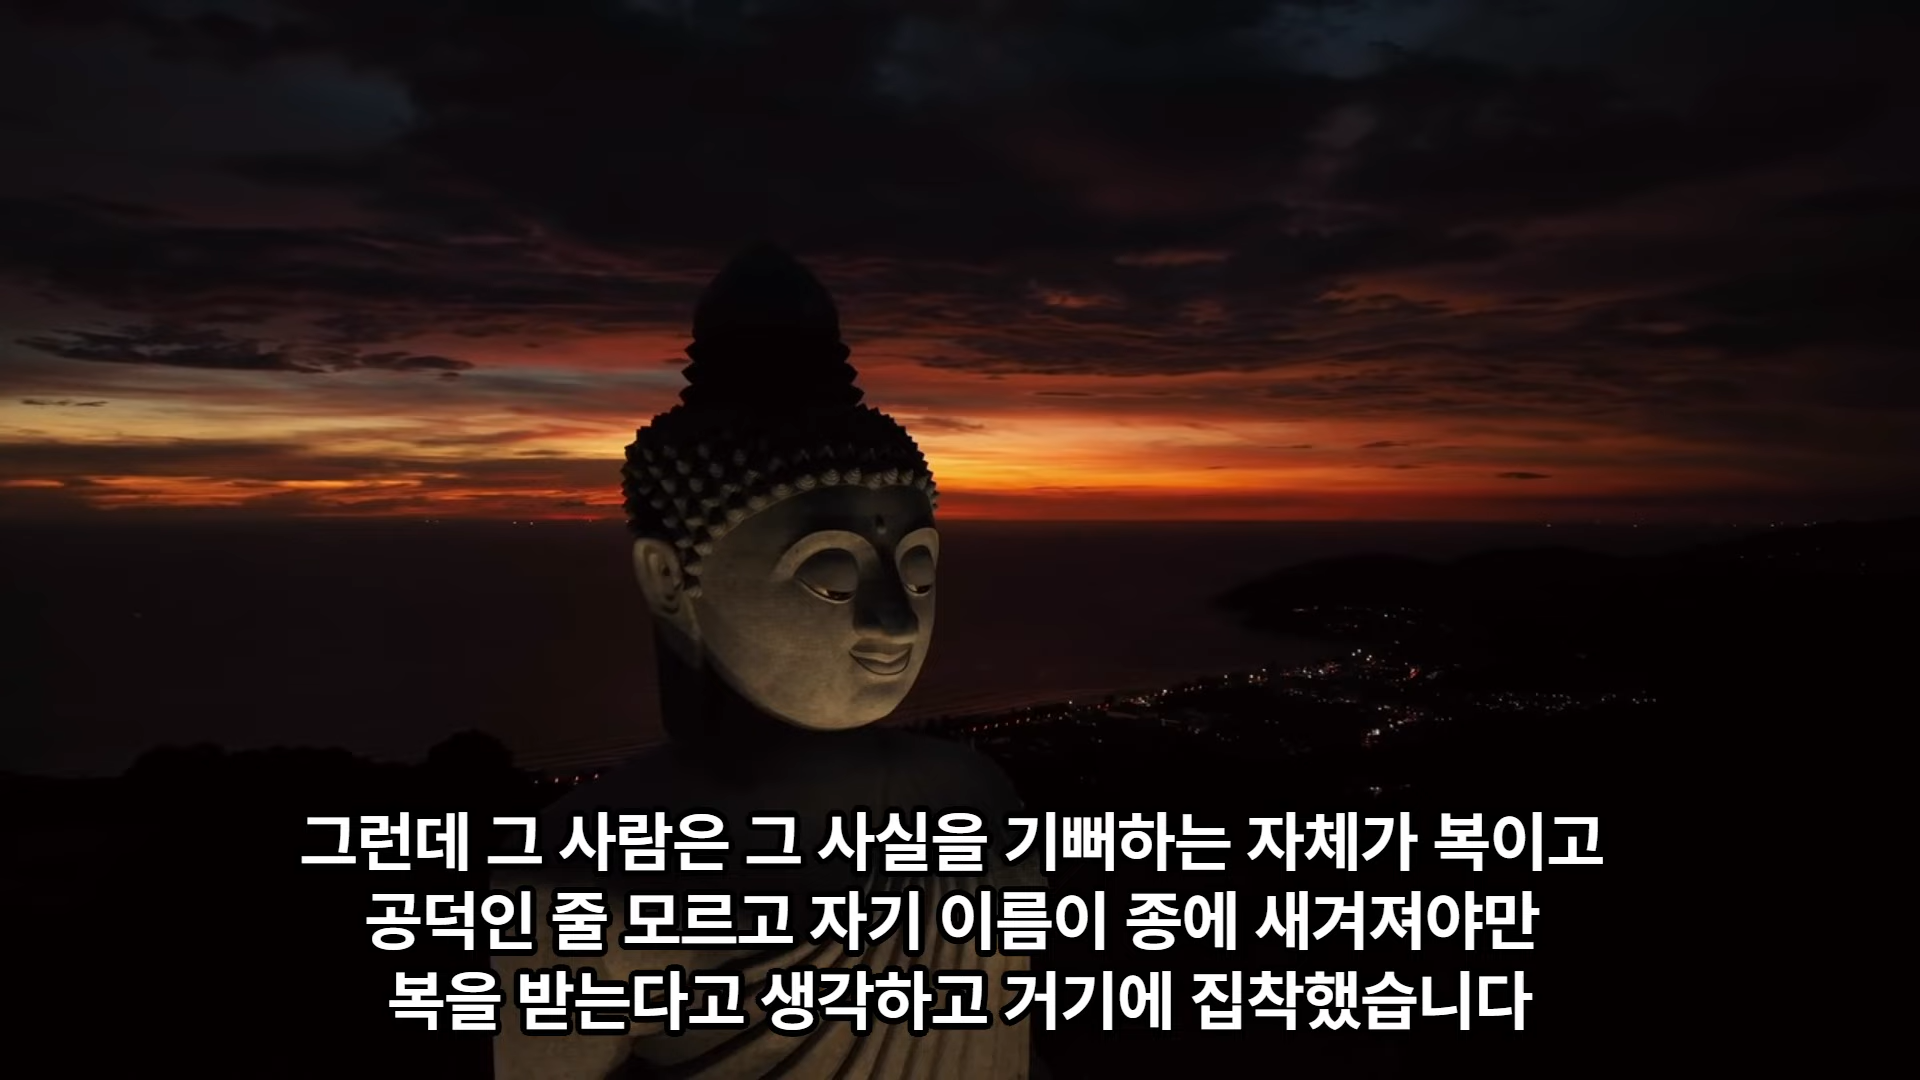 그런데 그 사람은 그 사실을 기뻐하는 자체가 복이고
공덕인 줄 모르고 자기 이름이 종에 새겨져야만
복을 받는다고 생각하고 거기에 집착했습니다